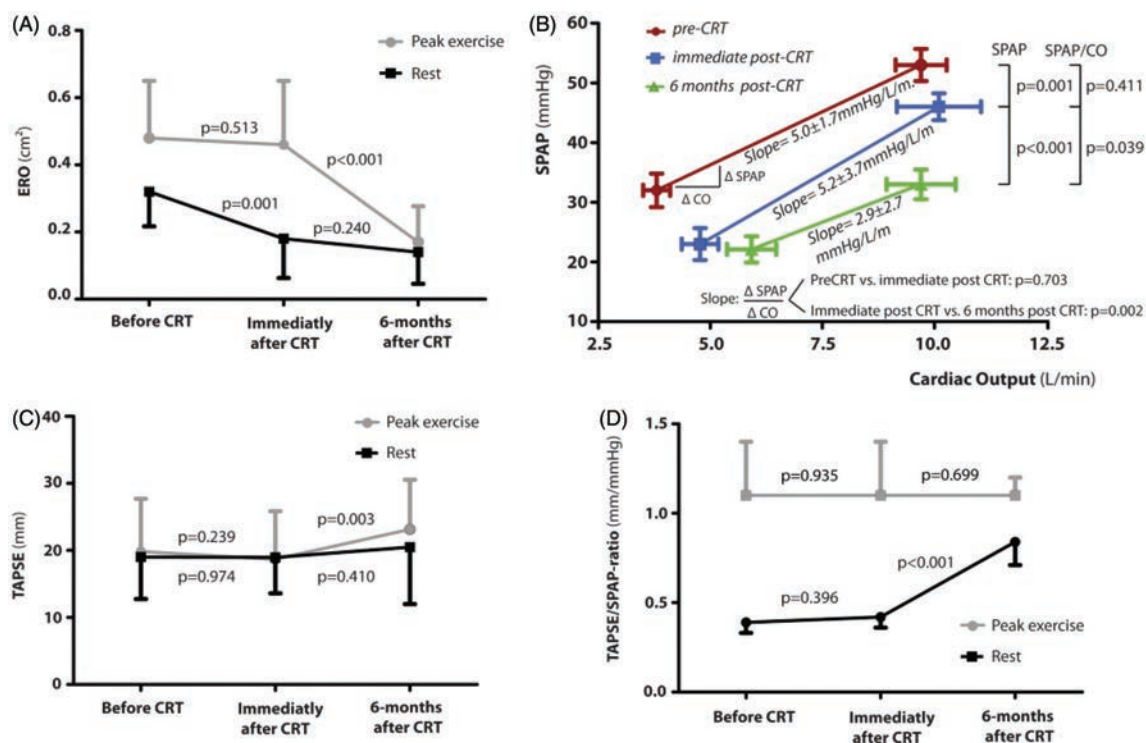 (A)
0.8
0.6
0.4
0.2
0.0
ERO (cm²)
Peak exercise
Rest
p=0.513
p<0.001
p=0.001
p=0.240
Before CRT
Immediatly
after CRT
6-months
after CRT
(B)
60
50
40
30
20
10
SPAP (mmHg)
pre-CRT
immediate post-CRT
6 months post-CRT
SPAP
SPAP/CO
p=0.001
p=0.411
p<0.001
p=0.039
Slope= 5.0±1.7mmHg/L/m.
Δ SPAP
Δ CO
Slope= 5.2±3.7mmHg/L/m
Slope= 2.9±2.7
mmHg/L/m
Slope: Δ SPAP
Δ CO
PreCRT vs. immediate post CRT: p=0.703
Immediate post CRT vs. 6 months post CRT: p=0.002
2.5
5.0
7.5
10.0
12.5
Cardiac Output (L/min)
(C)
40
30
20
10
0
TAPSE (mm)
Peak exercise
Rest
p=0.239
p=0.003
p=0.974
p=0.410
Before CRT
Immediatly
after CRT
6-months
after CRT
(D)
1.5
1.0
0.5
0.0
TAPSE/SPAP-ratio (mm/mmHg)
p=0.935
p=0.699
p<0.001
p=0.396
Peak exercise
Rest
Before CRT
Immediatly
after CRT
6-months
after CRT